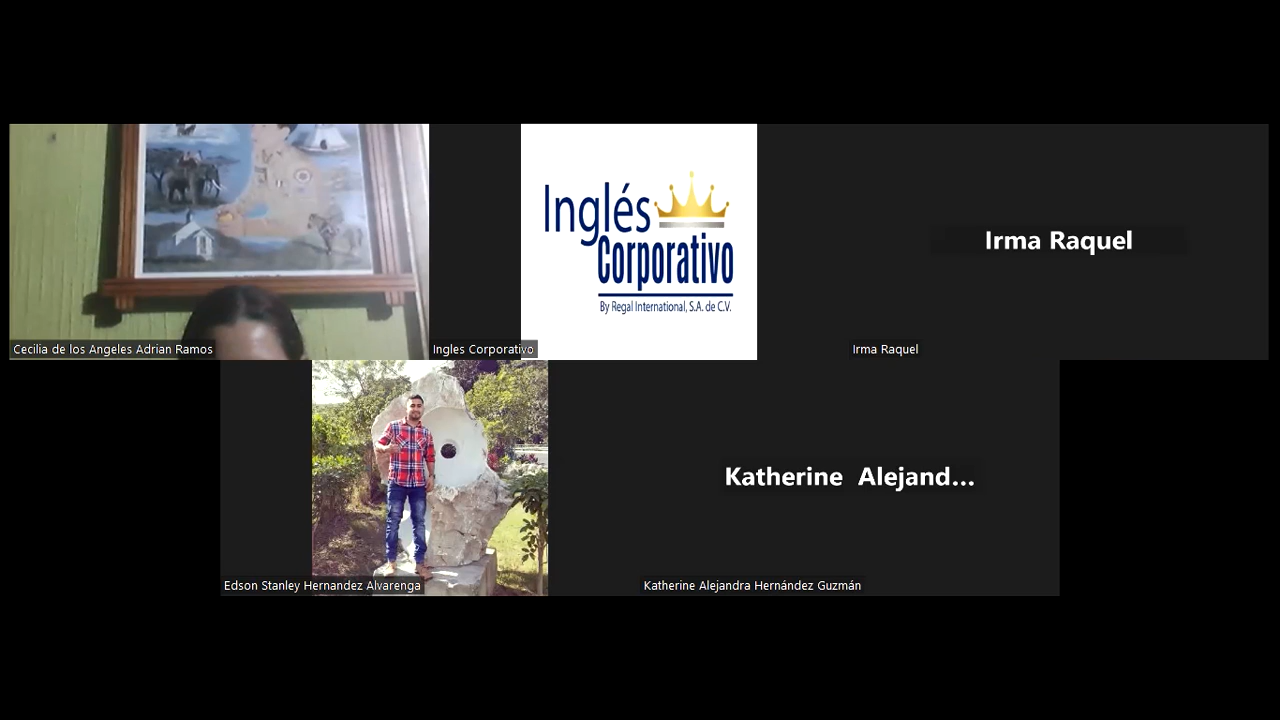 Inglés
Corporativo
By Regal International, S.A. de C.V.
Irma Raquel
Cecilia de los Angeles Adrian Ramos
Ingles Corporativo
Irma Raquel
Katherine Alejand...
Edson Stanley Hernandez Alvarenga
Katherine Alejandra Hernández Guzmán